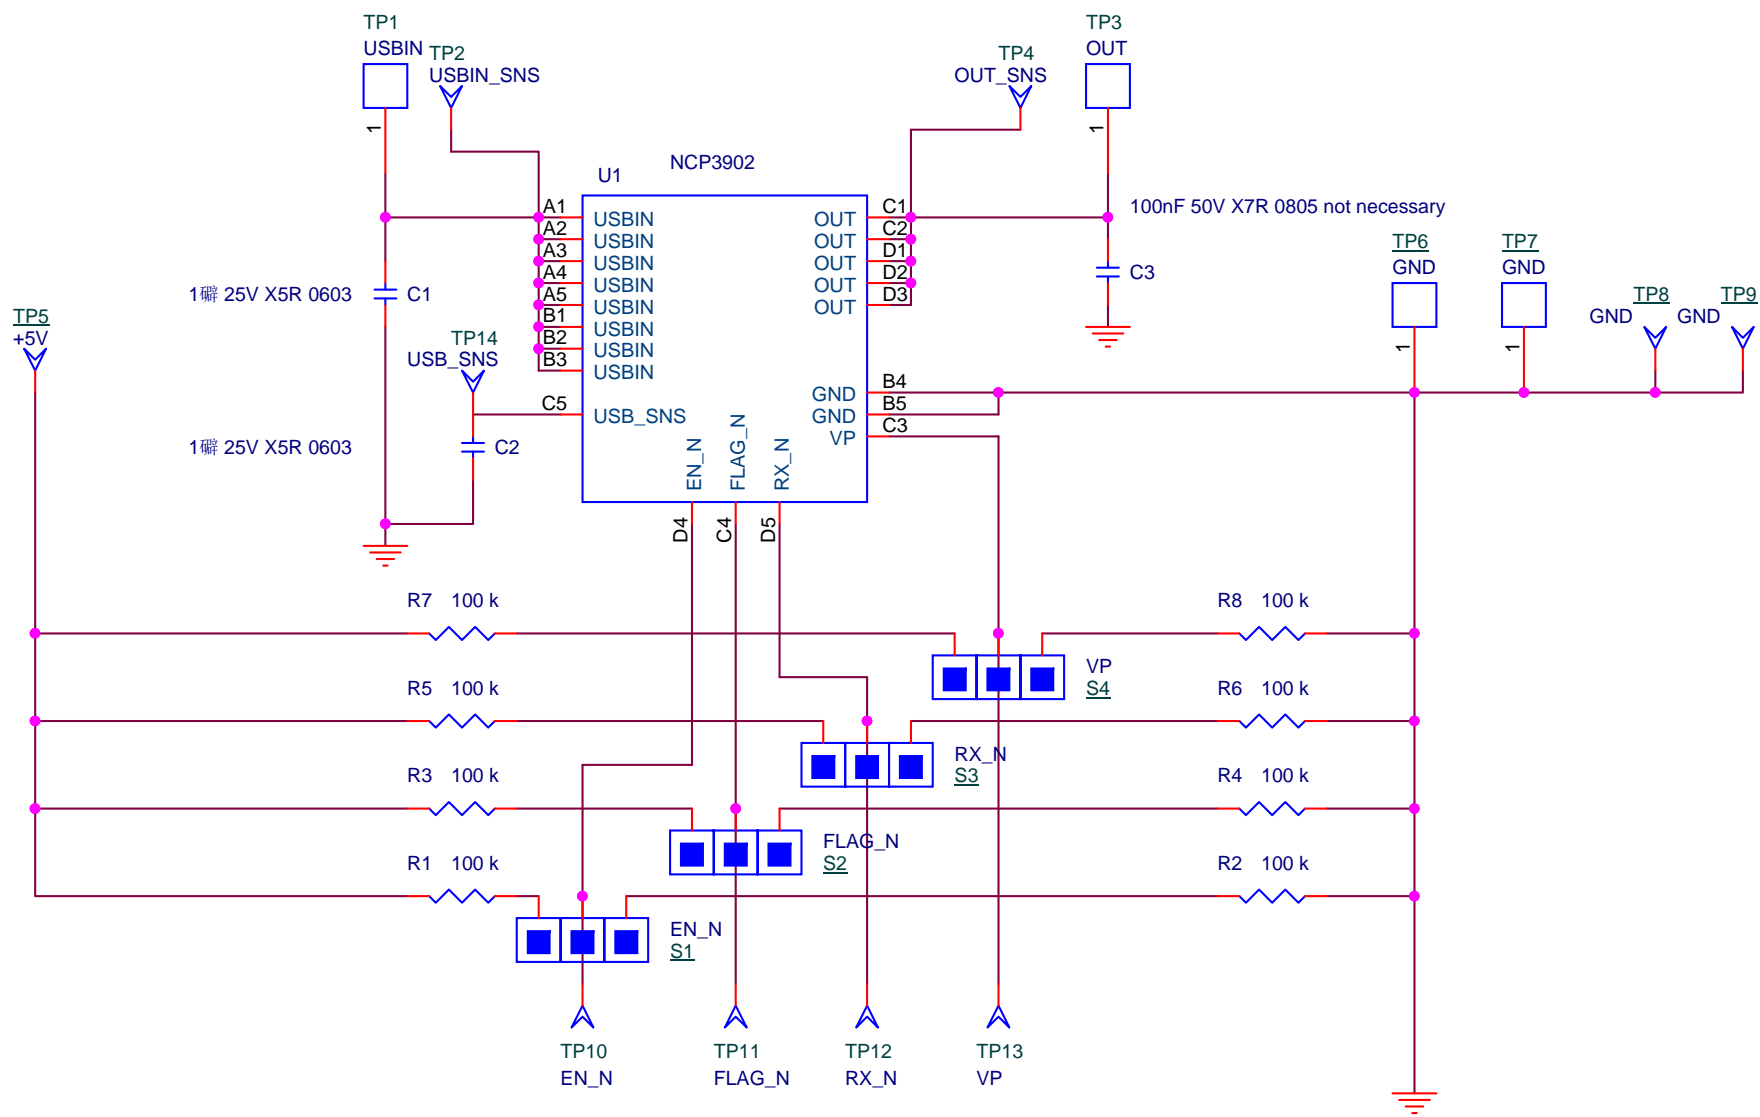 TP1
USBIN
TP2
USBIN_SNS
TP4
OUT_SNS
TP3
OUT
1
1
NCP3902
U1
A1 USBIN
A2 USBIN
A3 USBIN
A4 USBIN
A5 USBIN
B1 USBIN
B2 USBIN
B3 USBIN
C5 USB_SNS
OUT C1
OUT C2
OUT D1
OUT D2
OUT D3
GND B4
GND B5
VP C3
EN_N
FLAG_N
RX_N
D4
C4
D5
100nF 50V X7R 0805 not necessary
C3
1礔 25V X5R 0603 C1
TP14
USB_SNS
1礔 25V X5R 0603 C2
TP5
+5V
TP6
GND
1
TP7
GND
1
TP8
GND
TP9
GND
R7 100 k
R8 100 k
VP
S4
R5 100 k
R6 100 k
RX_N
S3
R3 100 k
R4 100 k
FLAG_N
S2
R1 100 k
R2 100 k
EN_N
S1
TP10
EN_N
TP11
FLAG_N
TP12
RX_N
TP13
VP